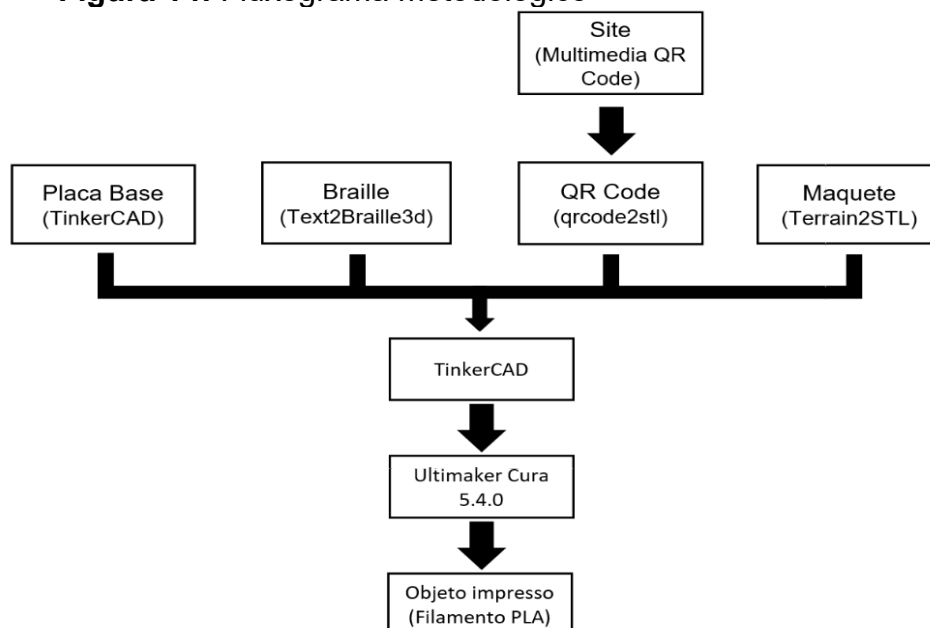 Site
(Multimedia QR
Code)
Placa Base
(TinkerCAD)
Braille
(Text2Braille3d)
QR Code
(qrcode2stl)
Maquete
(Terrain2STL)
TinkerCAD
Ultimaker Cura
5.4.0
Objeto impresso
(Filamento PLA)